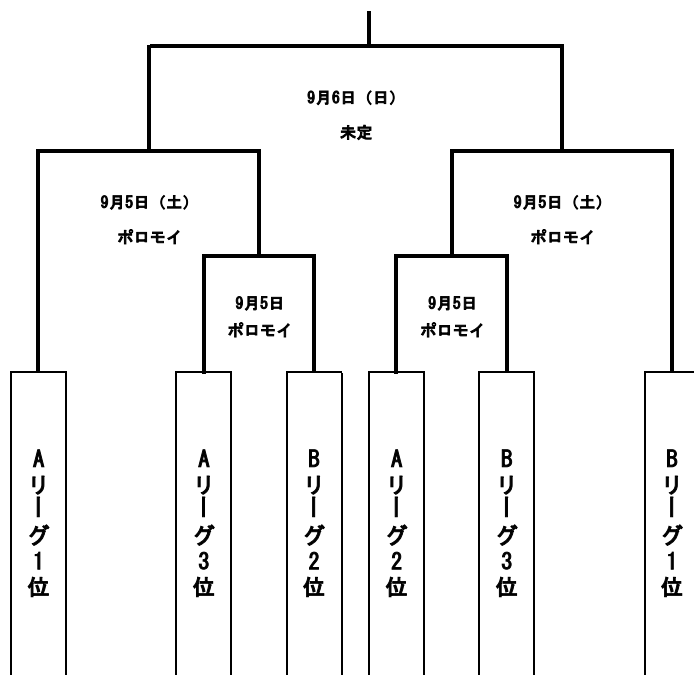 9月6日（日）
未定
9月5日（土）
ポロモイ
9月5日（土）
ポロモイ
9月5日
ポロモイ
9月5日
ポロモイ
Aリーグ1位
Aリーグ3位
Bリーグ2位
Aリーグ2位
Bリーグ3位
Bリーグ1位